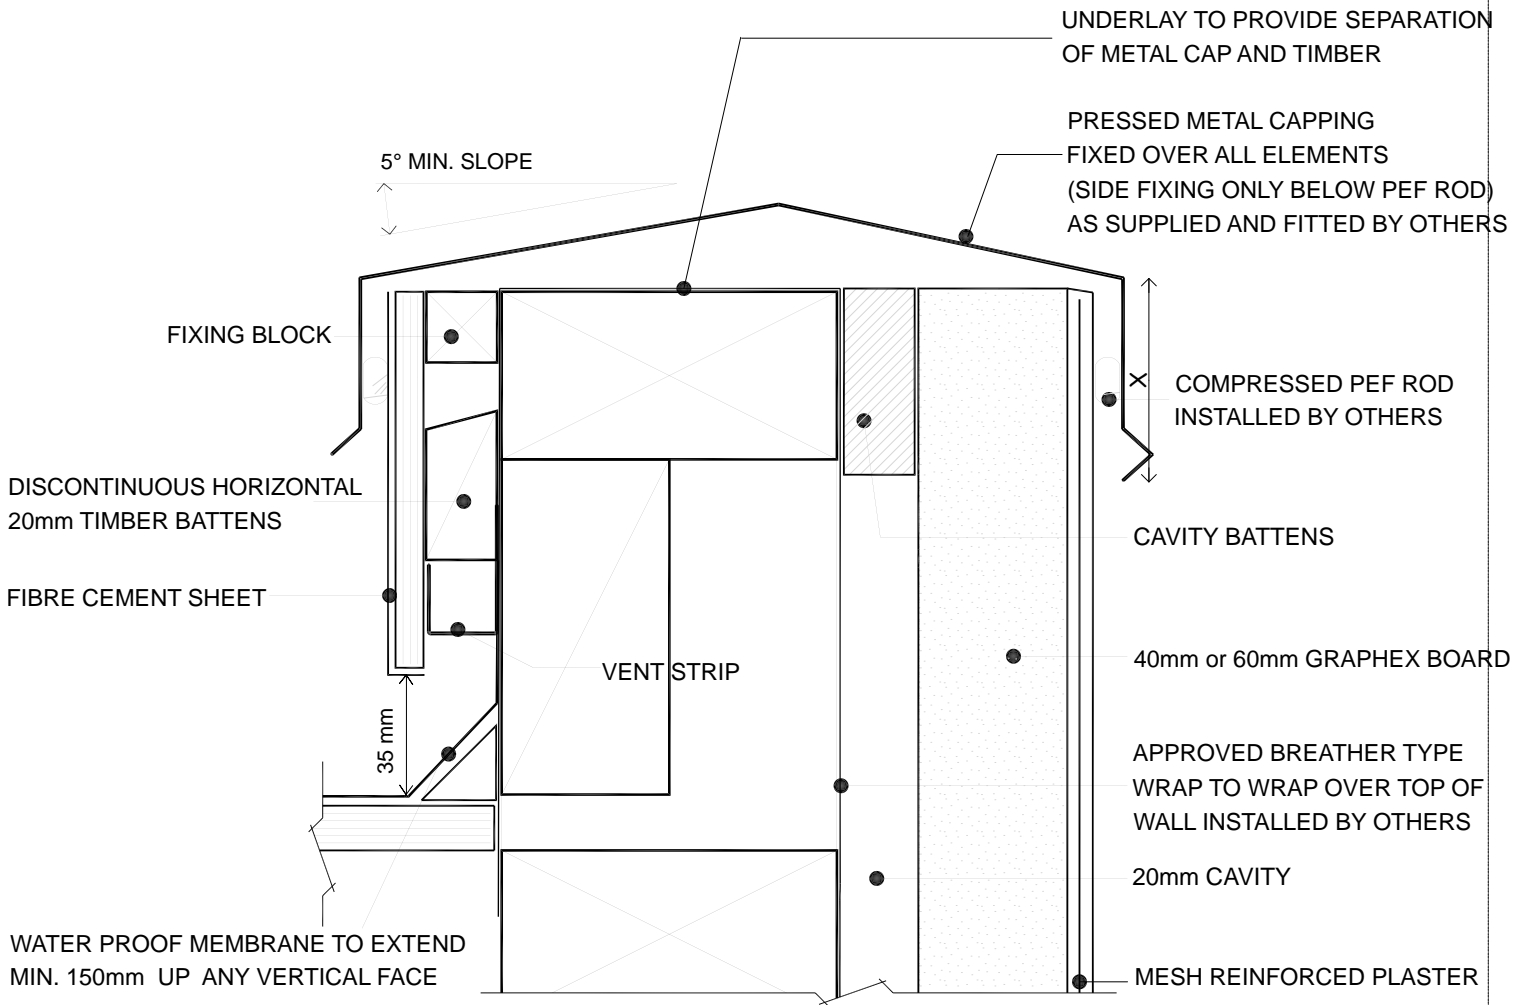 UNDERLAY TO PROVIDE SEPARATION
OF METAL CAP AND TIMBER
PRESSED METAL CAPPING
FIXED OVER ALL ELEMENTS
(SIDE FIXING ONLY BELOW PEF ROD)
AS SUPPLIED AND FITTED BY OTHERS
5° MIN. SLOPE
FIXING BLOCK
X
COMPRESSED PEF ROD
INSTALLED BY OTHERS
DISCONTINUOUS HORIZONTAL
20mm TIMBER BATTENS
CAVITY BATTENS
FIBRE CEMENT SHEET
VENT STRIP
40mm or 60mm GRAPHEX BOARD
35 mm
APPROVED BREATHER TYPE
WRAP TO WRAP OVER TOP OF
WALL INSTALLED BY OTHERS
20mm CAVITY
WATER PROOF MEMBRANE TO EXTEND
MIN. 150mm UP ANY VERTICAL FACE
MESH REINFORCED PLASTER